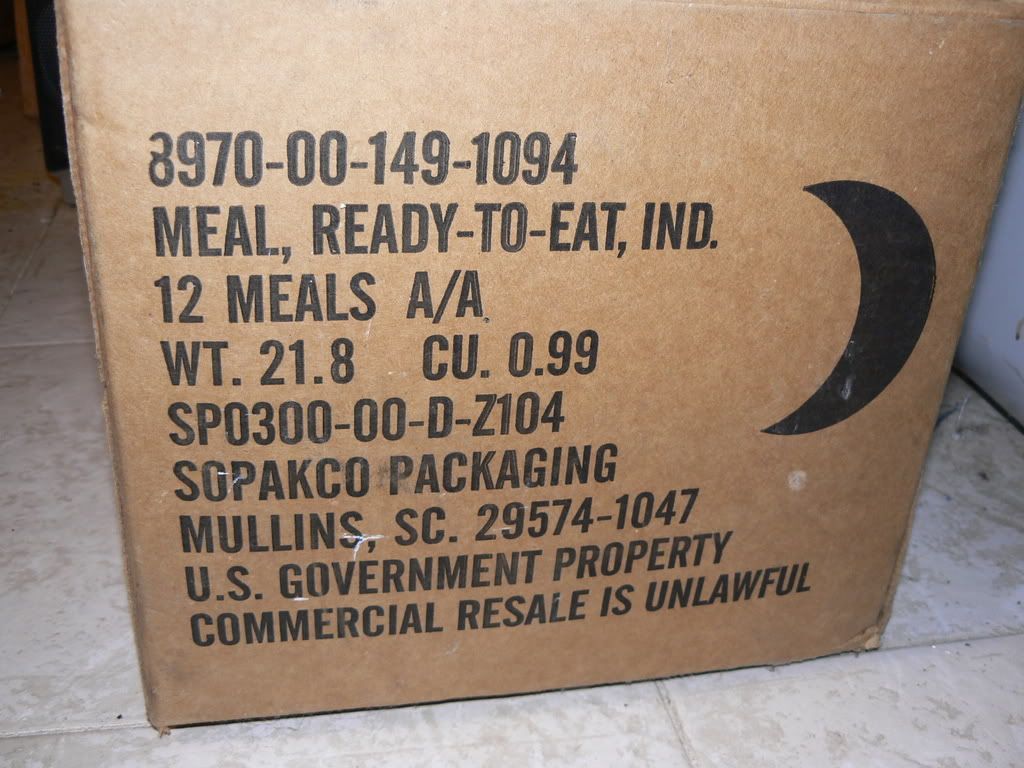 8970-00-149-1094
MEAL, READY-TO-EAT, IND.
12 MEALS A/A
WT. 21.8 CU. 0.99
SP0300-00-D-Z104
SOPAKCO PACKAGING
MULLINS, SC. 29574-1047
U.S. GOVERNMENT PROPERTY
COMMERCIAL RESALE IS UNLAWFUL